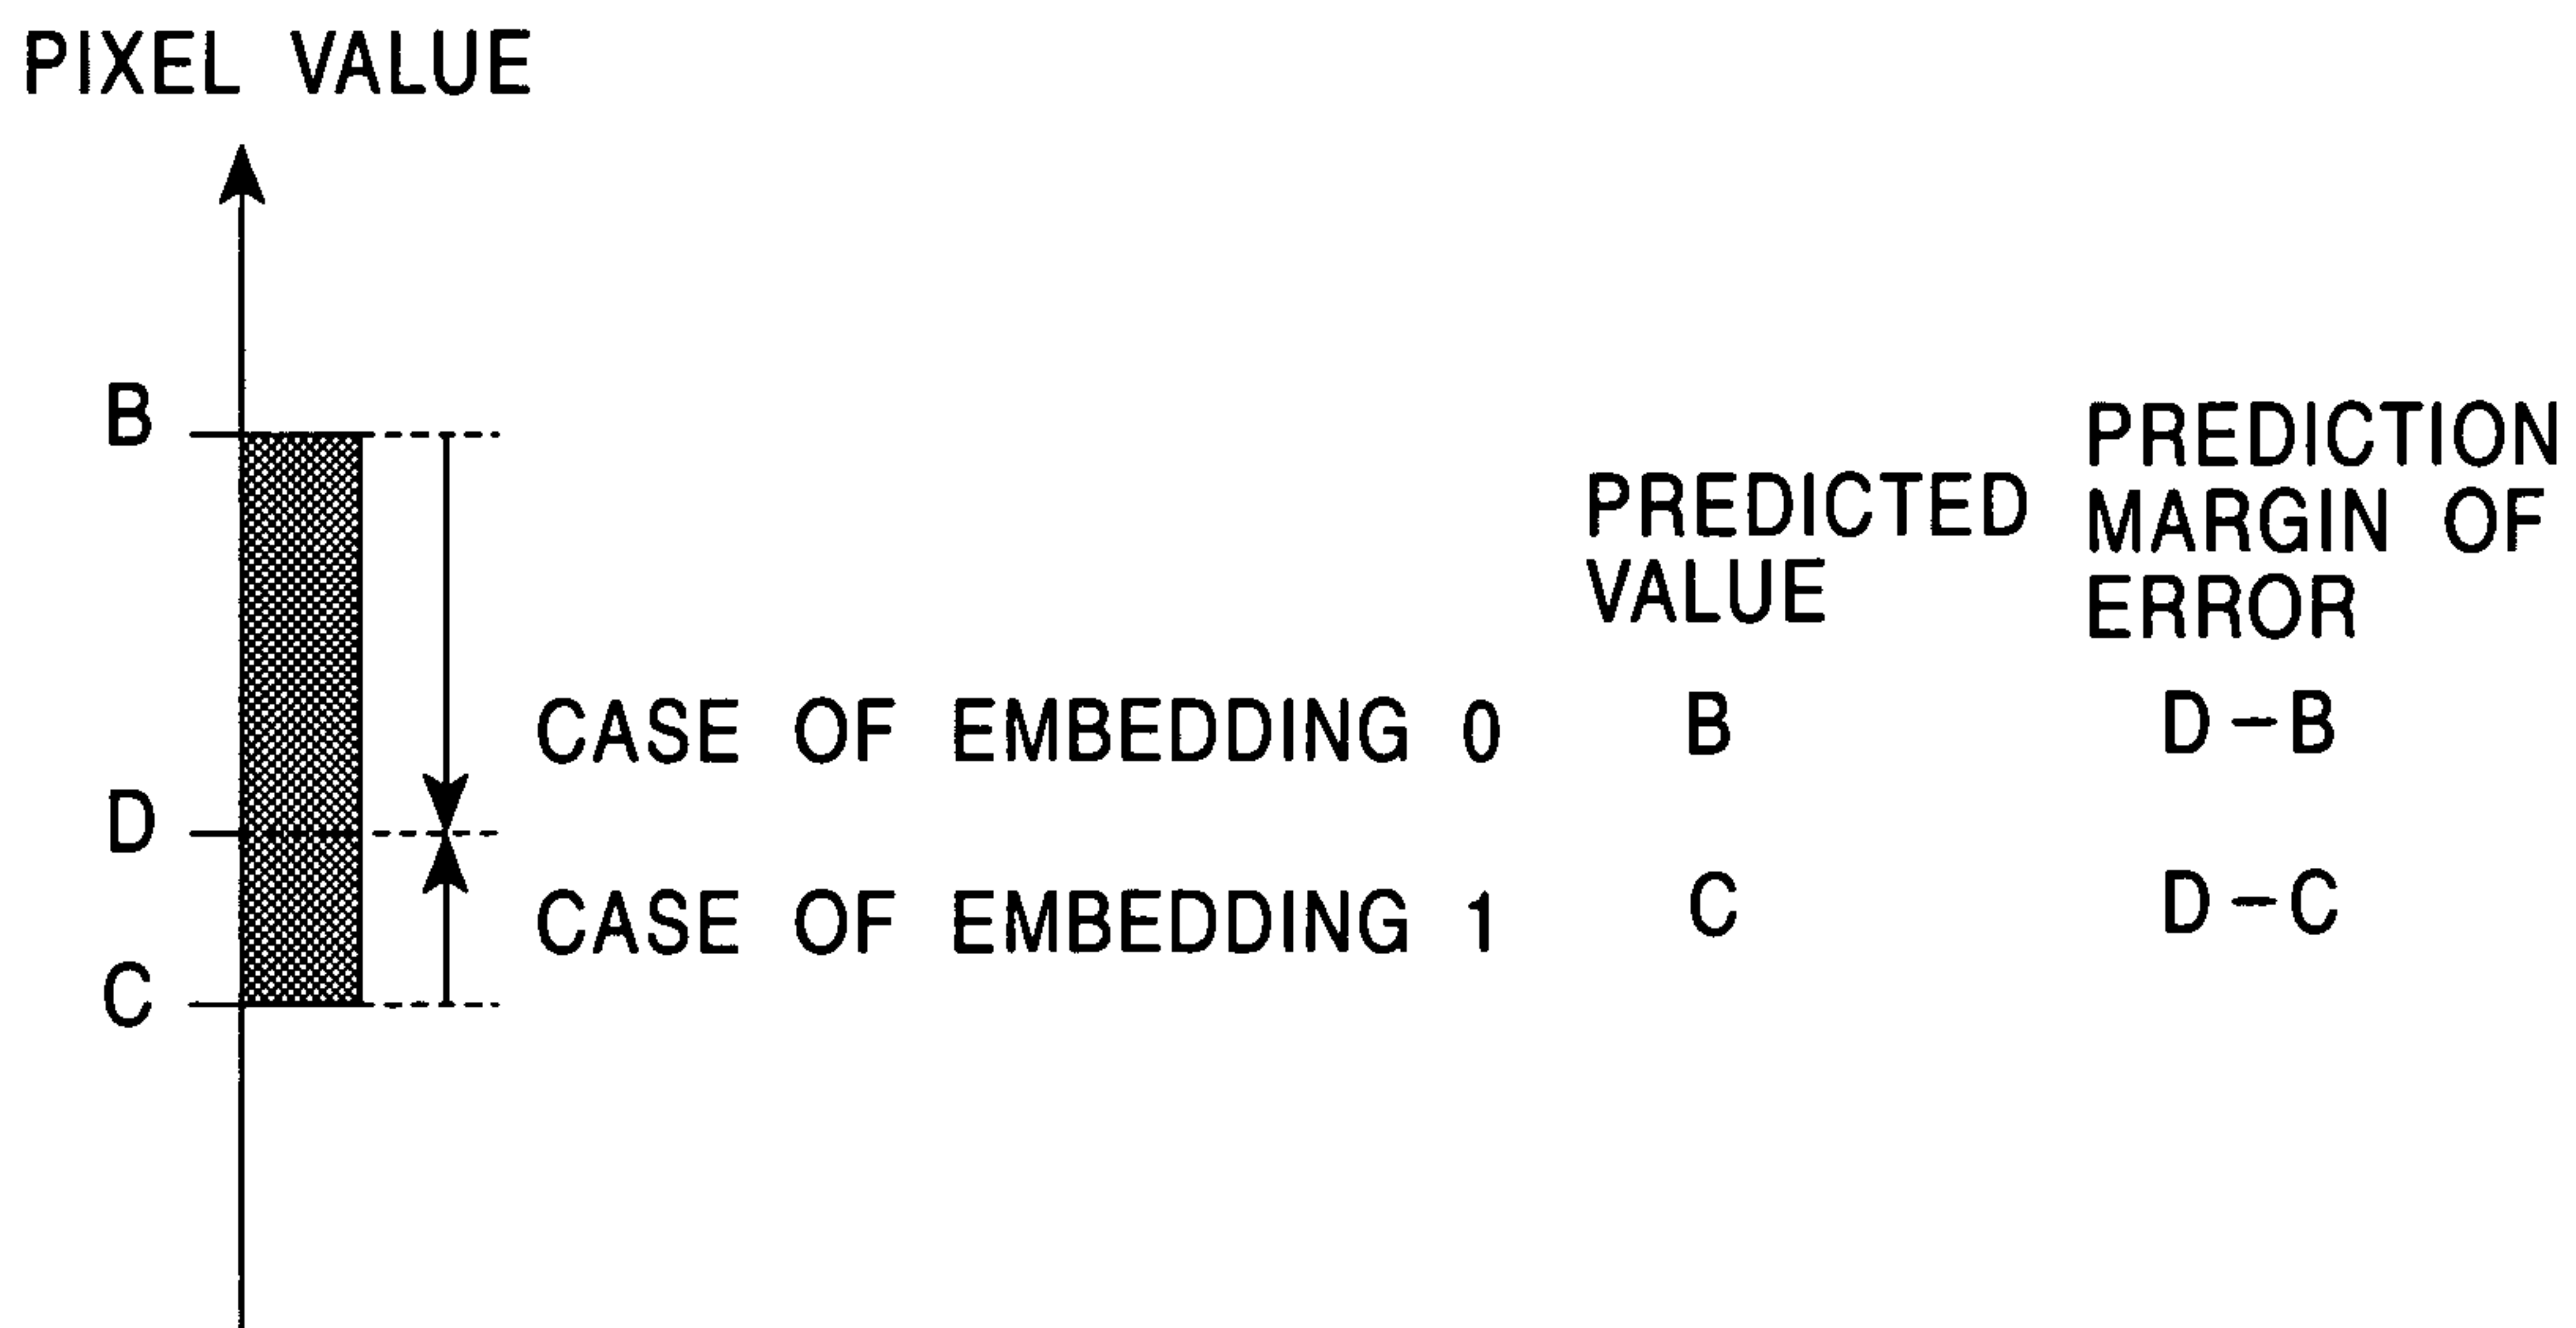 PIXEL VALUE
B
PREDICTED
VALUE
PREDICTION
MARGIN OF
ERROR
CASE OF EMBEDDING 0 B D-B
D
CASE OF EMBEDDING 1 C D-C
C